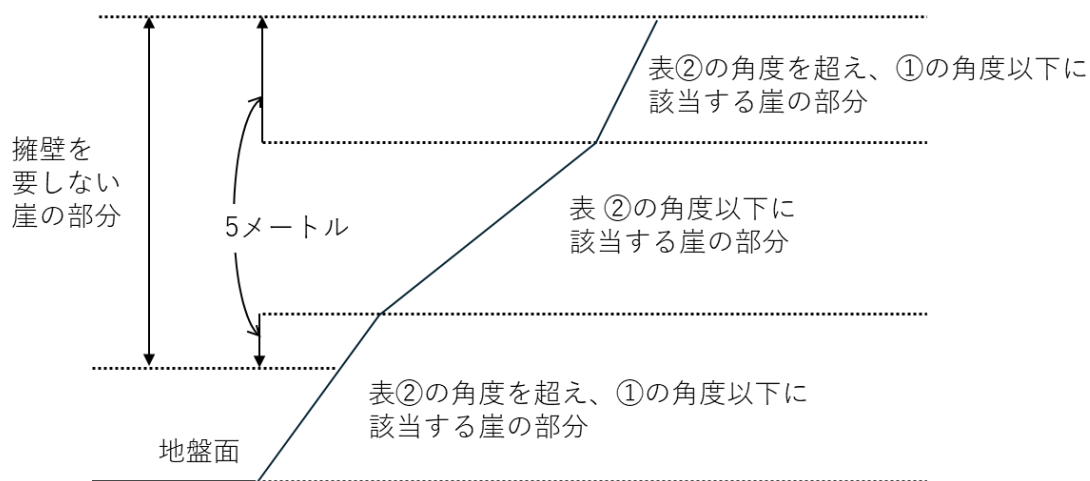 表②の角度を超え、①の角度以下に
該当する崖の部分
擁壁を
要しない
崖の部分
5メートル
表 ②の角度以下に
該当する崖の部分
表②の角度を超え、①の角度以下に
該当する崖の部分
地盤面